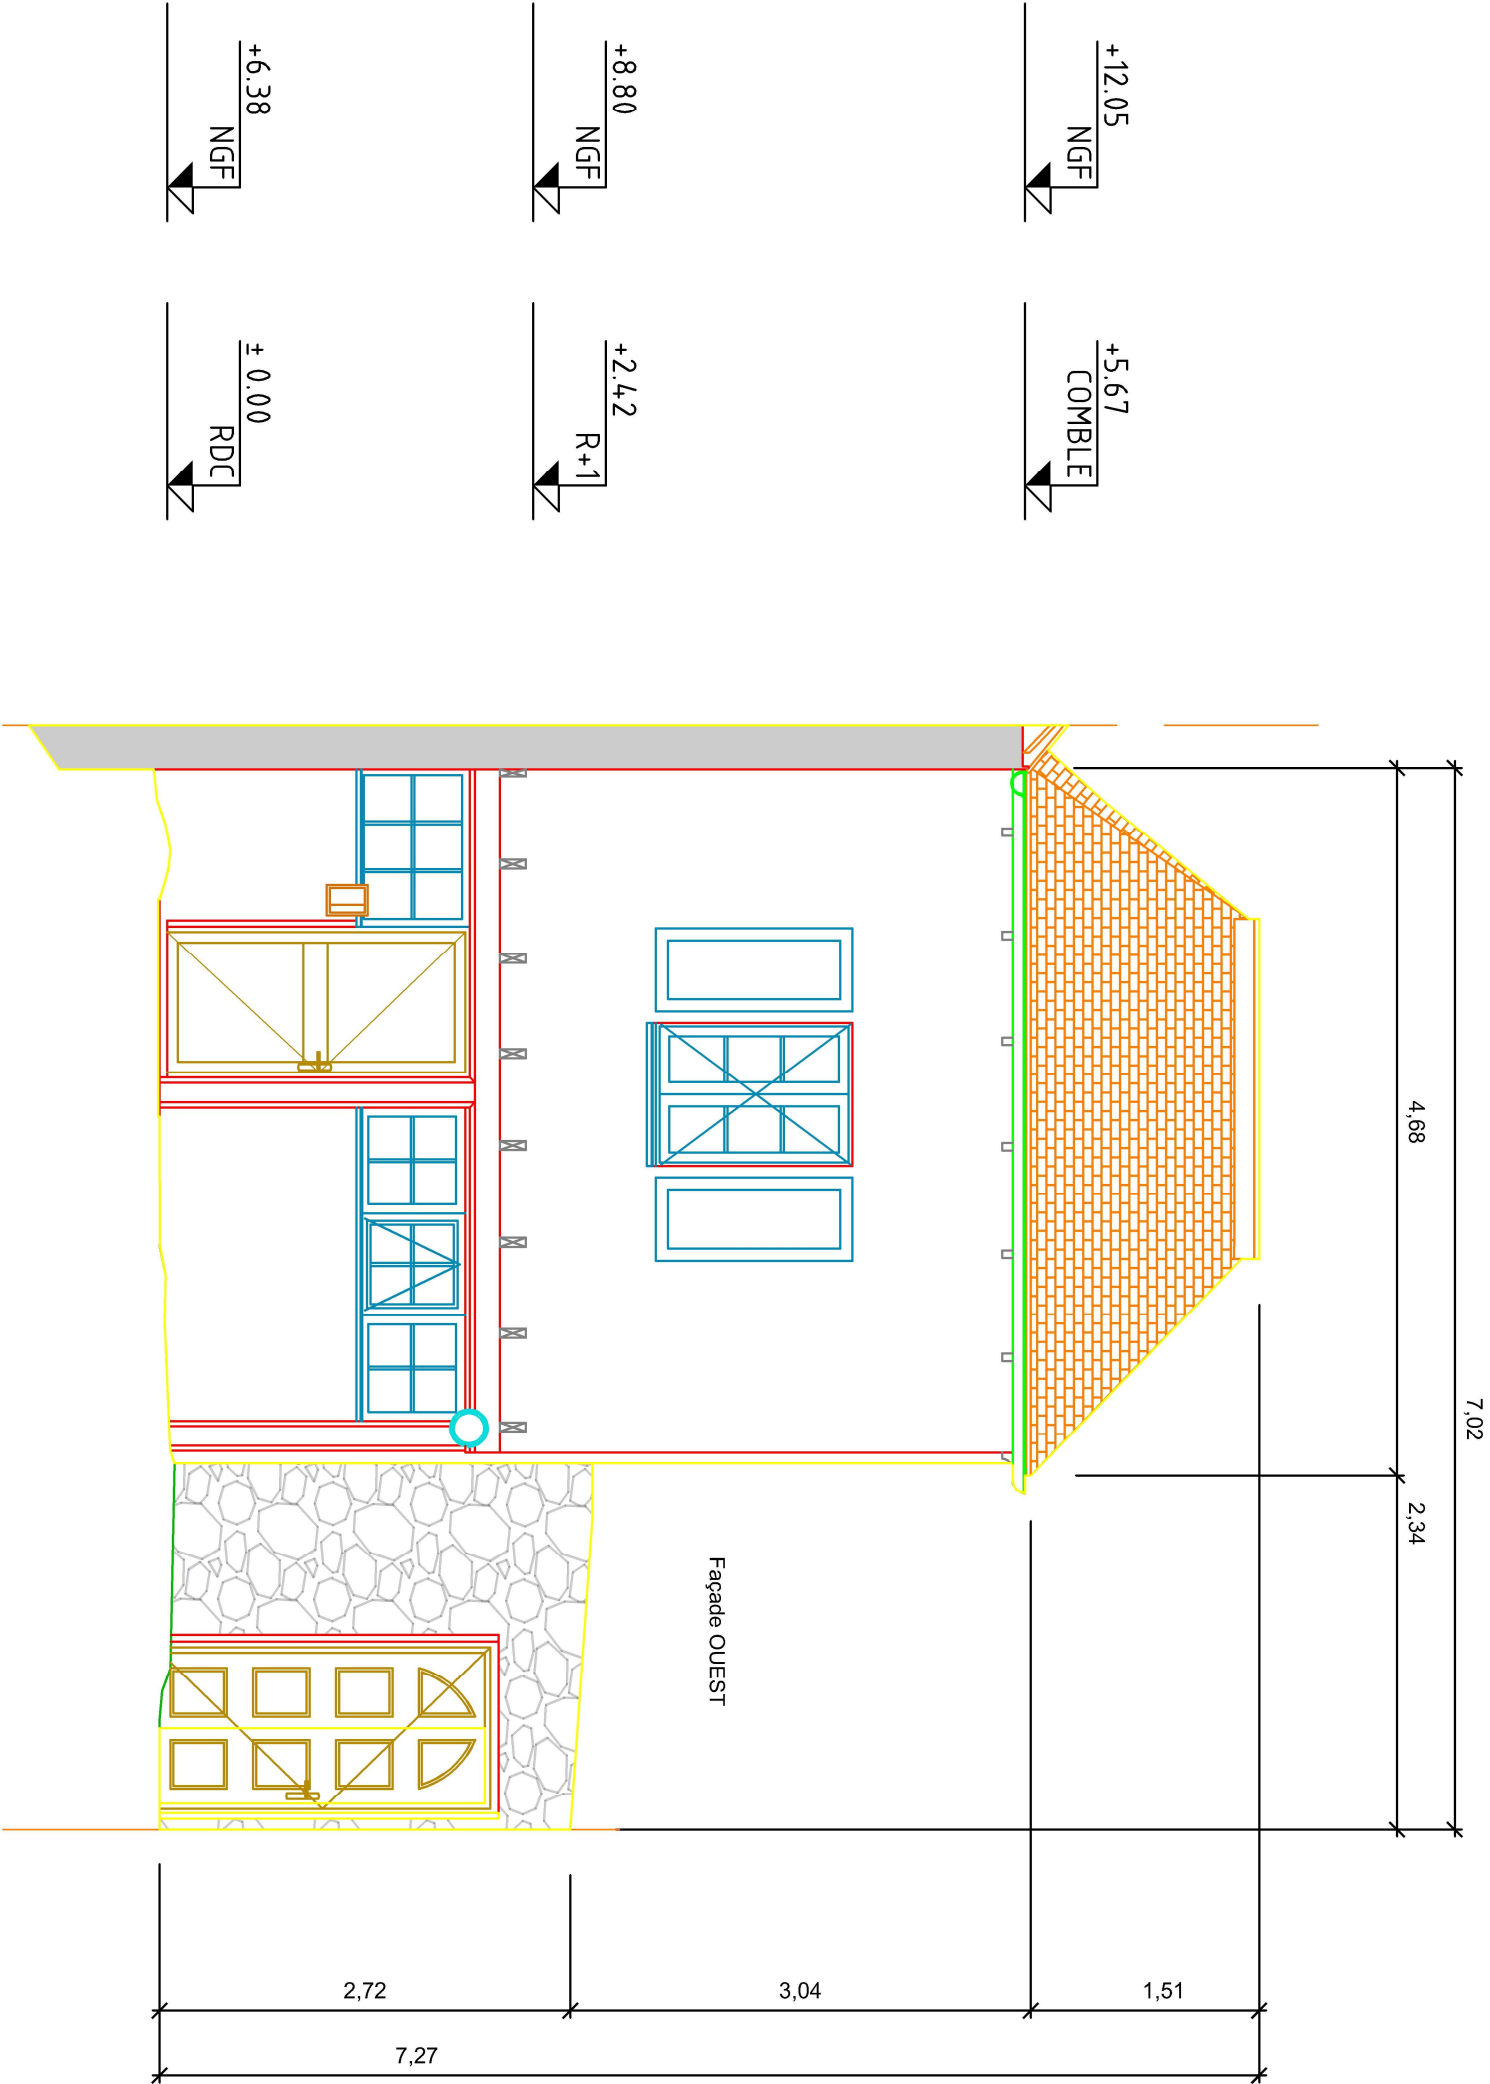 +12.05
NGF
+5.67
COMBLE
+8.80
NGF
+2.42
R+1
+6.38
NGF
± 0.00
RDC
7,02
4,68
2,34
Façade OUEST
1,51
3,04
2,72
7,27